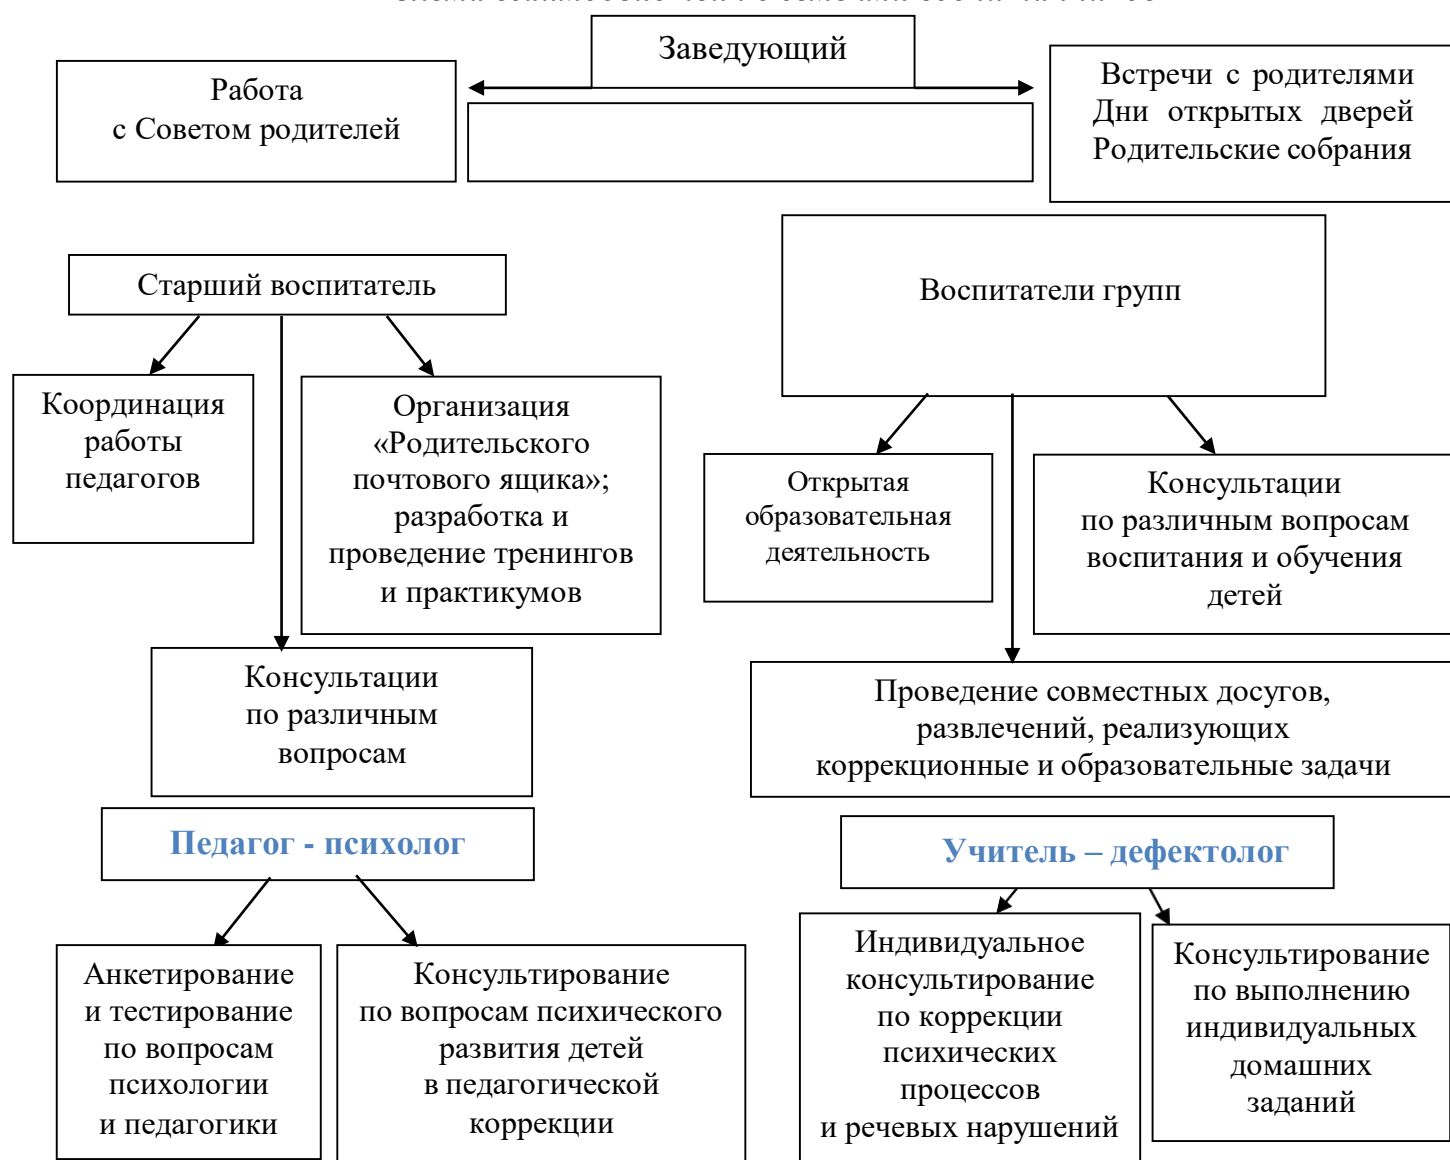 Заведующий
Работа
с Советом родителей
Встречи с родителями
Дни открытых дверей
Родительские собрания
Старший воспитатель
Воспитатели групп
Координация
работы
педагогов
Организация
«Родительского
почтового ящика»;
разработка и
проведение тренингов
и практикумов
Открытая
образовательная
деятельность
Консультации
по различным вопросам
воспитания и обучения
детей
Консультации
по различным
вопросам
Проведение совместных досугов,
развлечений, реализующих
коррекционные и образовательные задачи
Педагог - психолог
Учитель – дефектолог
Анкетирование
и тестирование
по вопросам
психологии
и педагогики
Консультирование
по вопросам психического
развития детей
в педагогической
коррекции
Индивидуальное
консультирование
по коррекции
психических
процессов
и речевых нарушений
Консультирование
по выполнению
индивидуальных
домашних
заданий